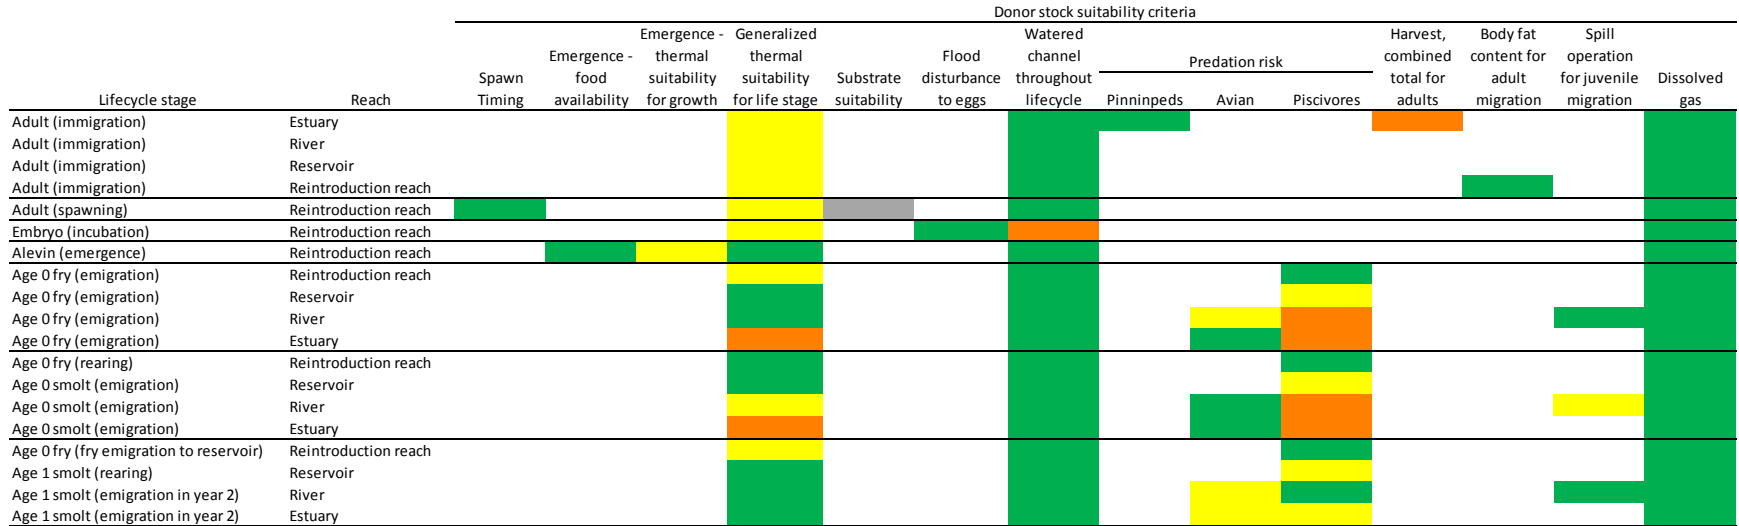 Donor stock suitability criteria
Emergence - Generalized Watered Harvest, Body fat Spill
Emergence - thermal thermal Flood channel Predation risk combined content for operation
Spawn food suitability suitability Substrate disturbance throughout total for adult for juvenile Dissolved
Lifecycle stage Reach Timing availability for growth for life stage suitability to eggs lifecycle Pinninpeds Avian Piscivores adults migration migration gas
Adult (immigration) Estuary
Adult (immigration) River
Adult (immigration) Reservoir
Adult (immigration) Reintroduction reach
Adult (spawning) Reintroduction reach
Embryo (incubation) Reintroduction reach
Alevin (emergence) Reintroduction reach
Age 0 fry (emigration) Reintroduction reach
Age 0 fry (emigration) Reservoir
Age 0 fry (emigration) River
Age 0 fry (emigration) Estuary
Age 0 fry (rearing) Reintroduction reach
Age 0 smolt (emigration) Reservoir
Age 0 smolt (emigration) River
Age 0 smolt (emigration) Estuary
Age 0 fry (fry emigration to reservoir) Reintroduction reach
Age 1 smolt (rearing) Reservoir
Age 1 smolt (emigration in year 2) River
Age 1 smolt (emigration in year 2) Estuary